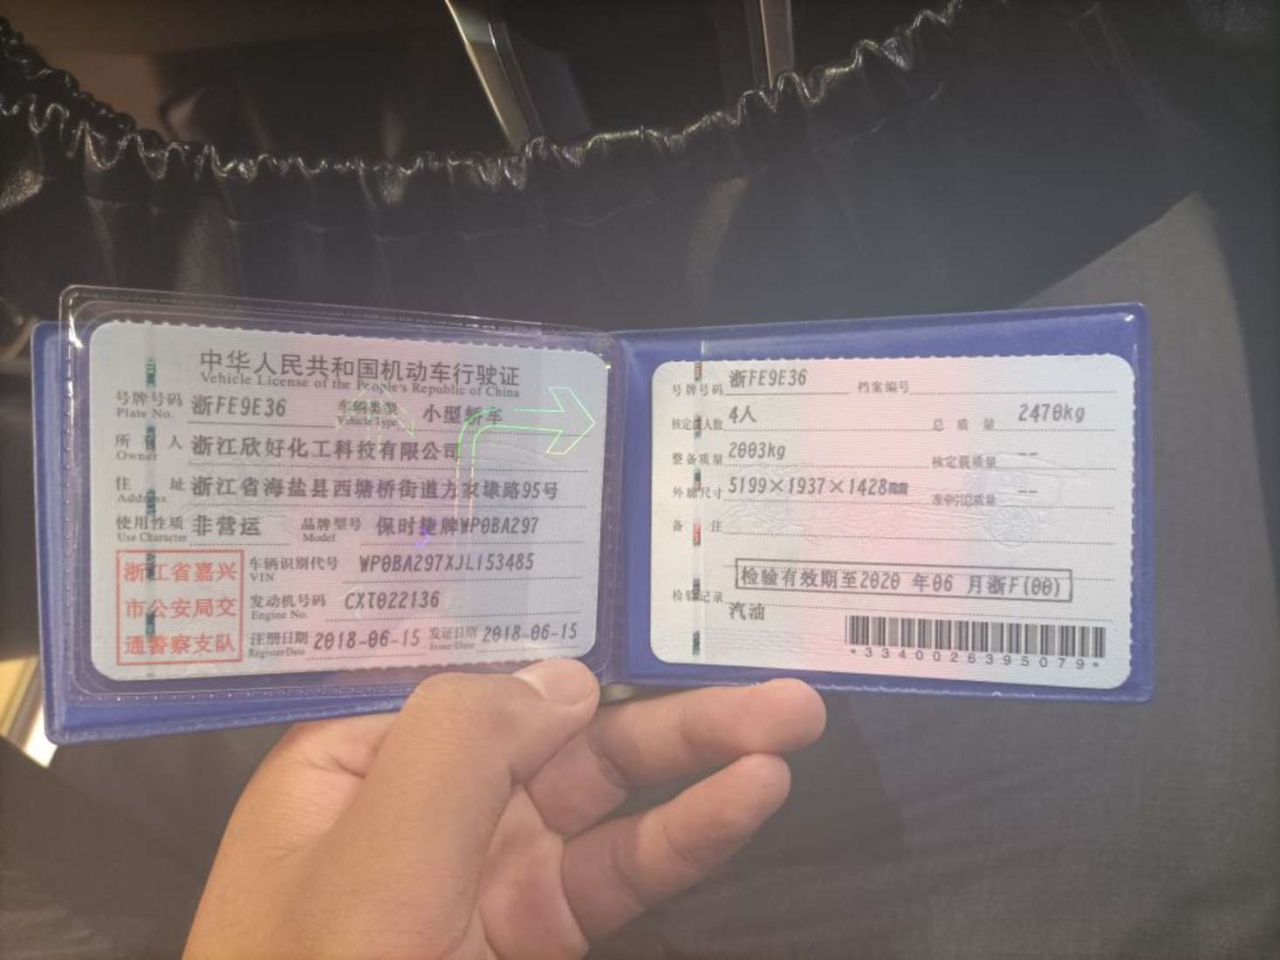 中华人民共和国机动车行驶证
Vehicle License of the People's Republic of China
号牌号码 浙FE9E36 车辆类型 小型轿车
Plate No. Vehicle Type
所有人 浙江欣好化工科技有限公司
Owner
住址 浙江省海盐县西塘桥街道方家埭路95号
Address
使用性质 非营运 品牌型号 保时捷牌WP0BA297
Use Character Model
浙江省嘉兴
市公安局交
通警察支队
车辆识别代号 WP0BA297XJL153485
VIN
发动机号码 CXT022136
Engine No.
注册日期 2018-06-15 发证日期 2018-06-15
Register Date Issue Date
号牌号码 浙FE9E36 档案编号
核定载人数 4人 总质量 2470kg
整备质量 2003kg 核定载质量 --
外廓尺寸 5199×1937×1428mm 准牵引总质量 --
备注
检验有效期至2020年06月浙F(00)
检验记录
汽油
*3340026395079*